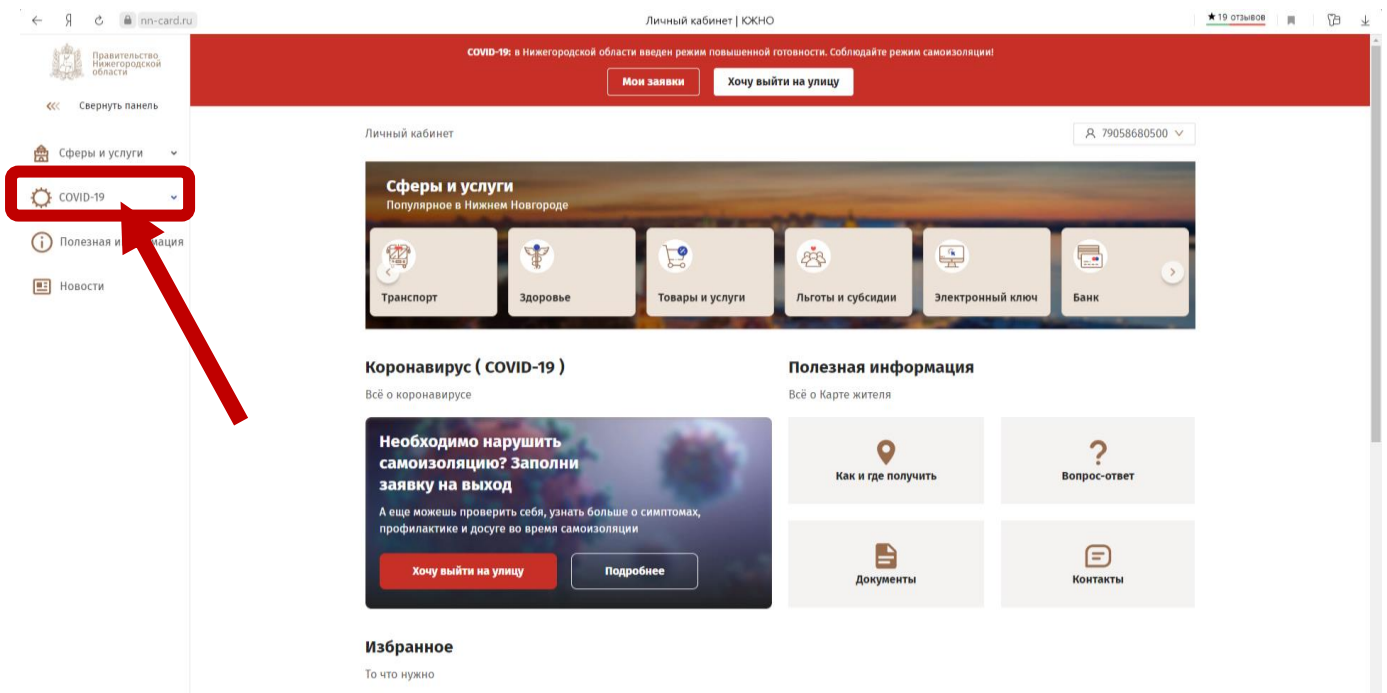 Я
nn-card.ru
Личный кабинет | КЖНО
★ 19 отзывов
Правительство
Нижегородской
области
Свернуть панель
Сферы и услуги
COVID-19
Полезная и мация
Новости
COVID-19: в Нижегородской области введен режим повышенной готовности. Соблюдайте режим самоизоляции!
Мои заявки
Хочу выйти на улицу
Личный кабинет
79058680500
Сферы и услуги
Популярное в Нижнем Новгороде
Транспорт
Здоровье
Товары и услуги
Льготы и субсидии
Электронный ключ
Банк
Коронавирус ( COVID-19 )
Всё о коронавирусе
Необходимо нарушить
самоизоляцию? Заполни
заявку на выход
А еще можешь проверить себя, узнать больше о симптомах,
профилактике и досуге во время самоизоляции
Хочу выйти на улицу
Подробнее
Полезная информация
Всё о Карте жителя
Как и где получить
Вопрос-ответ
Документы
Контакты
Избранное
То что нужно